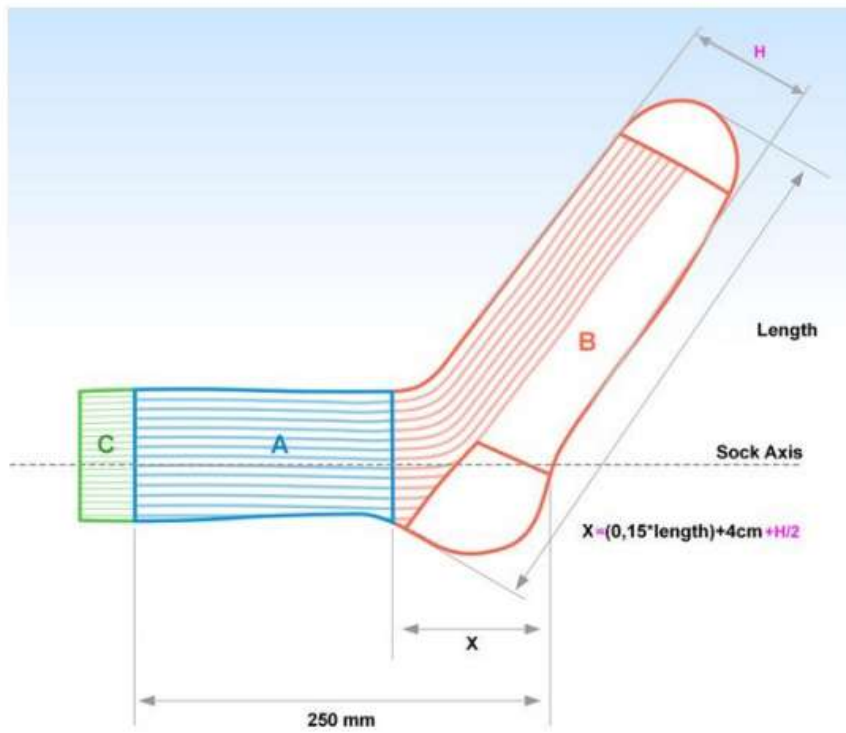 H
B
Length
C
A
Sock Axis
X=(0,15*length)+4cm +H/2
X
250 mm